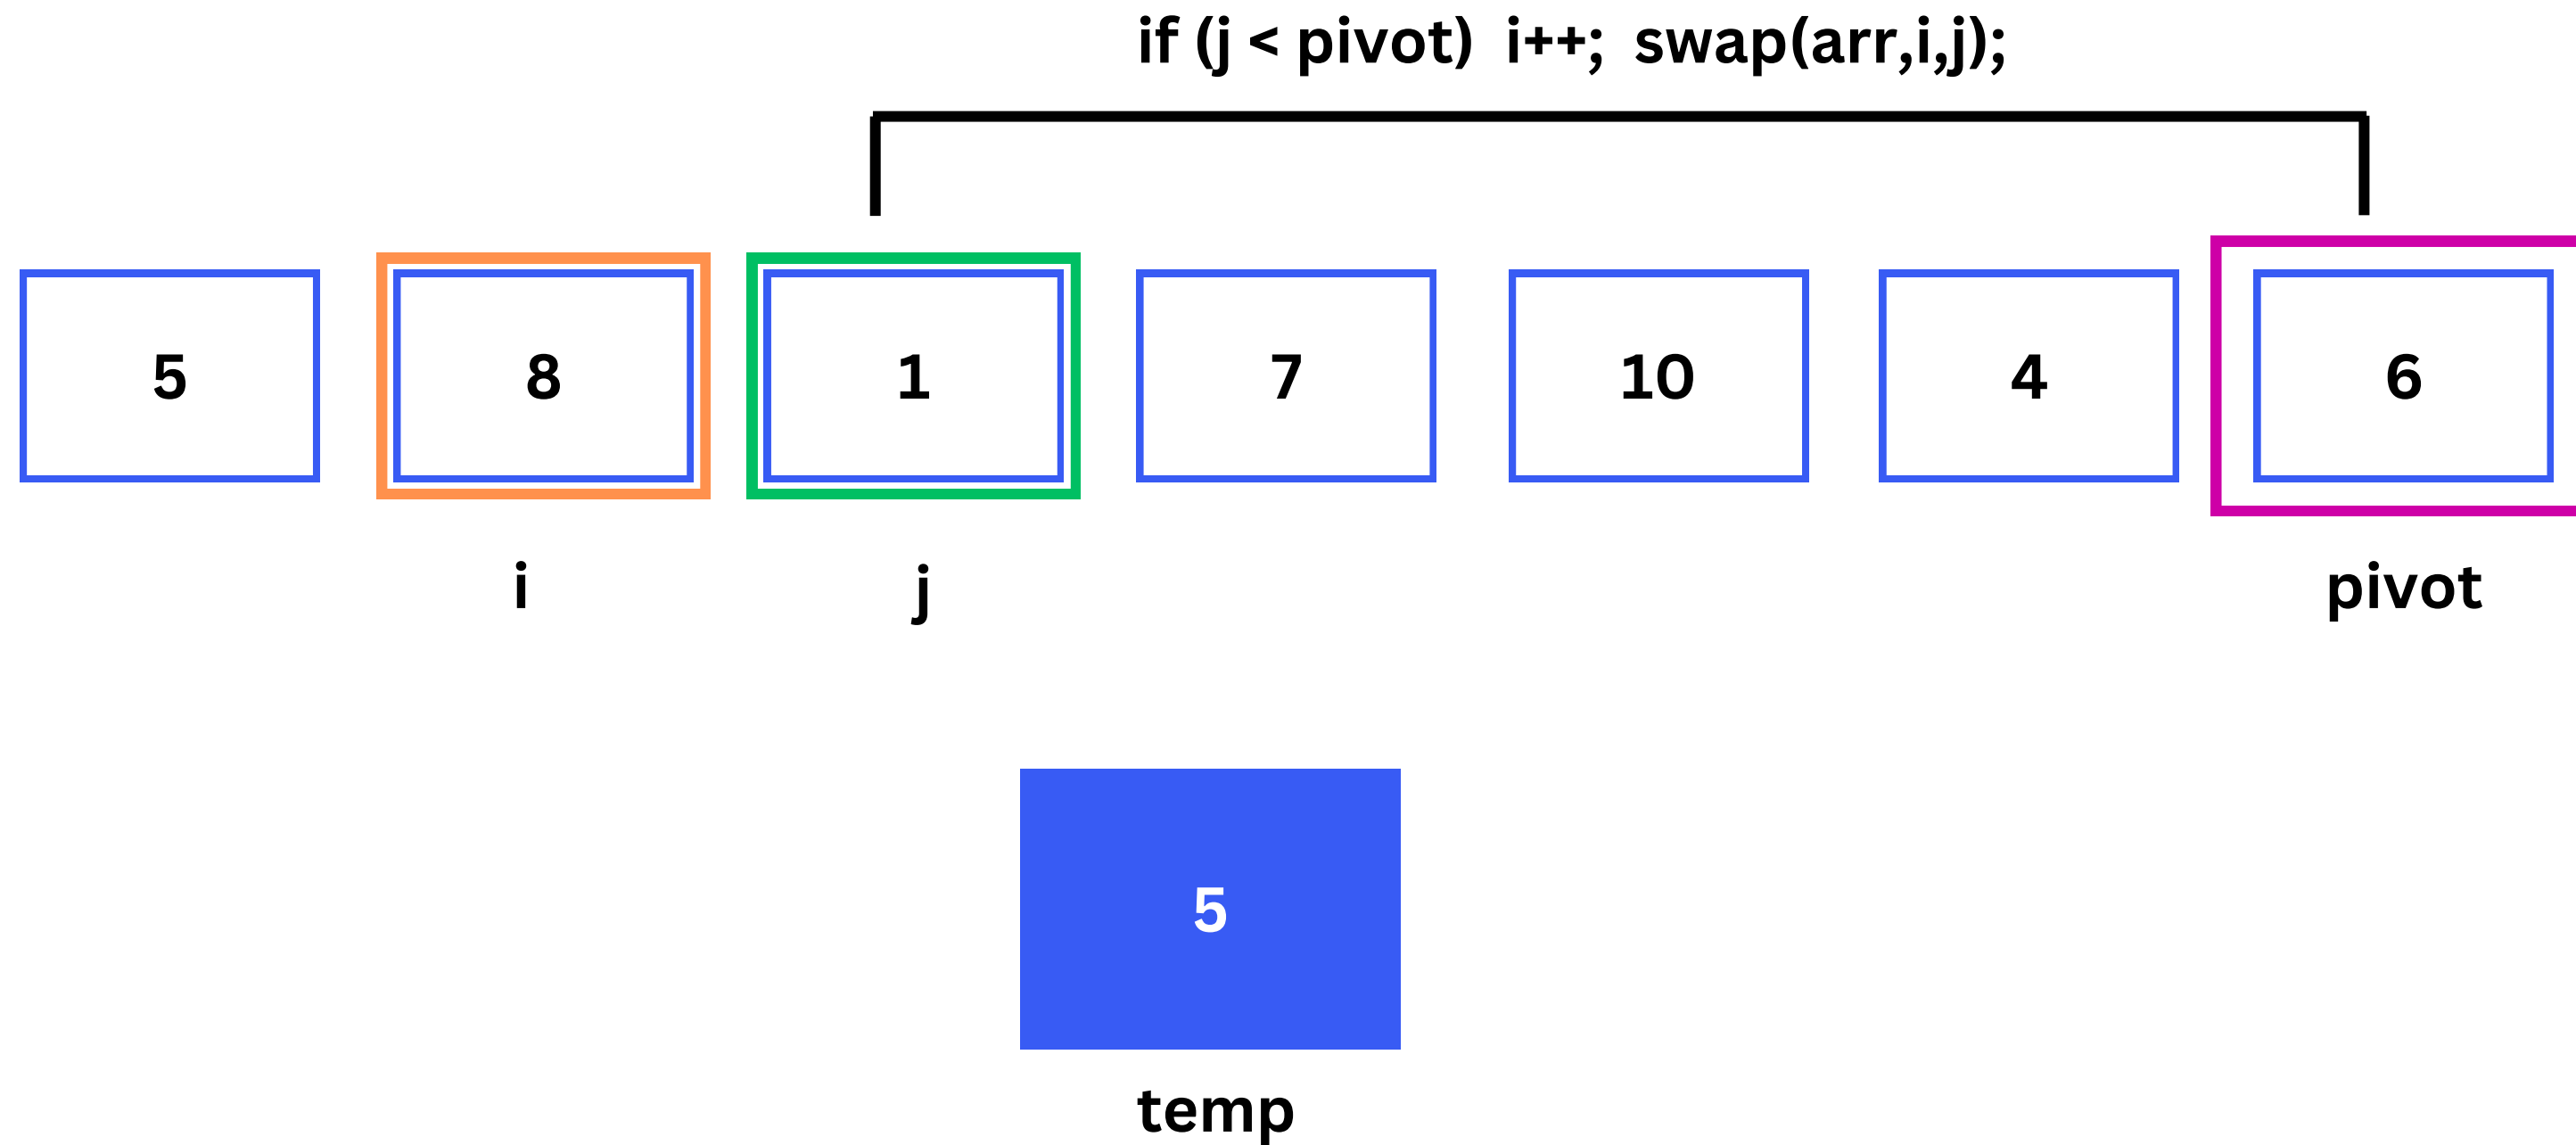 if (j < pivot) i++; swap(arr,i,j);
5 8 1 7 10 4 6
i j pivot
5
temp